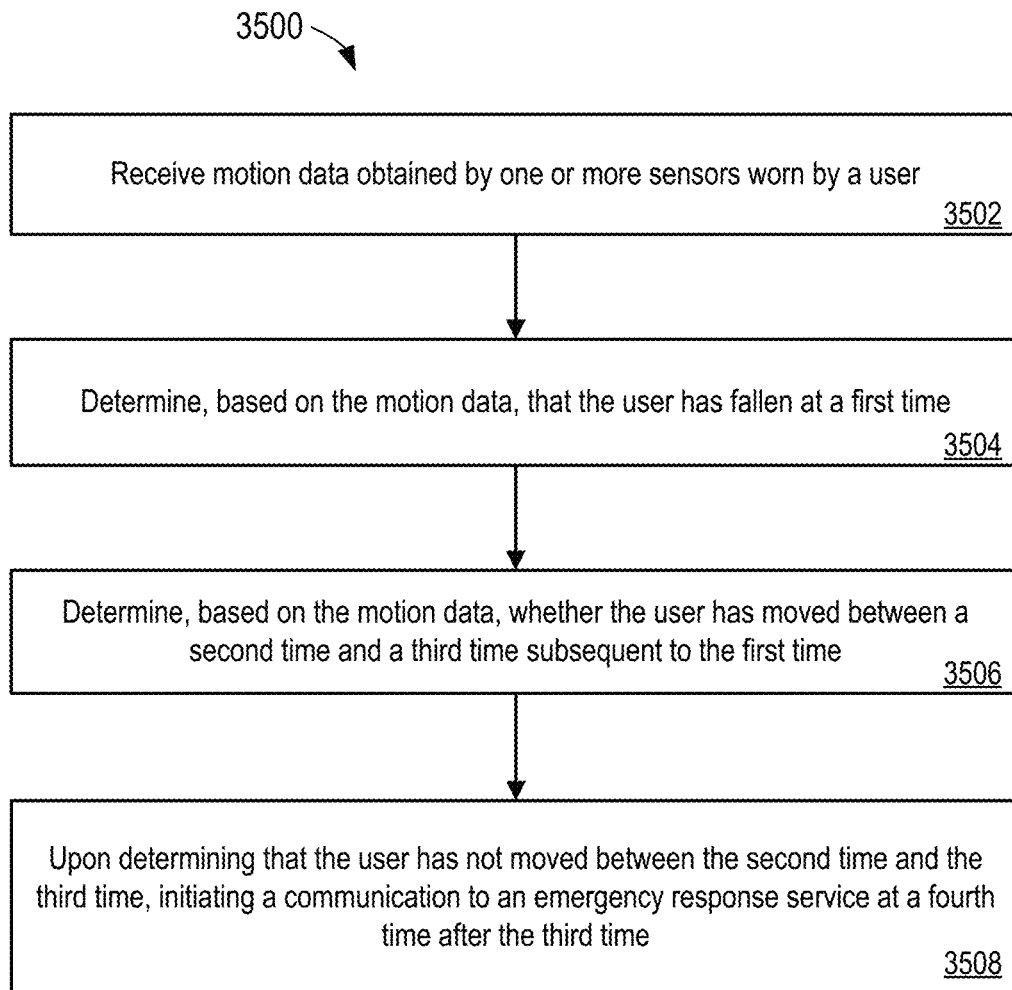 3500
Receive motion data obtained by one or more sensors worn by a user
3502
Determine, based on the motion data, that the user has fallen at a first time
3504
Determine, based on the motion data, whether the user has moved between a
second time and a third time subsequent to the first time
3506
Upon determining that the user has not moved between the second time and the
third time, initiating a communication to an emergency response service at a fourth
time after the third time
3508